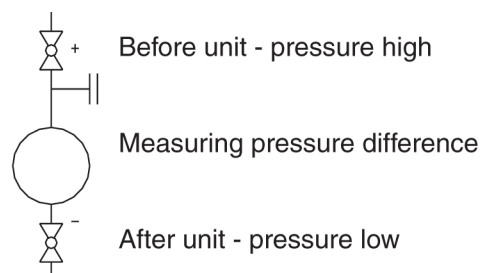 + Before unit - pressure high
Measuring pressure difference
-
After unit - pressure low